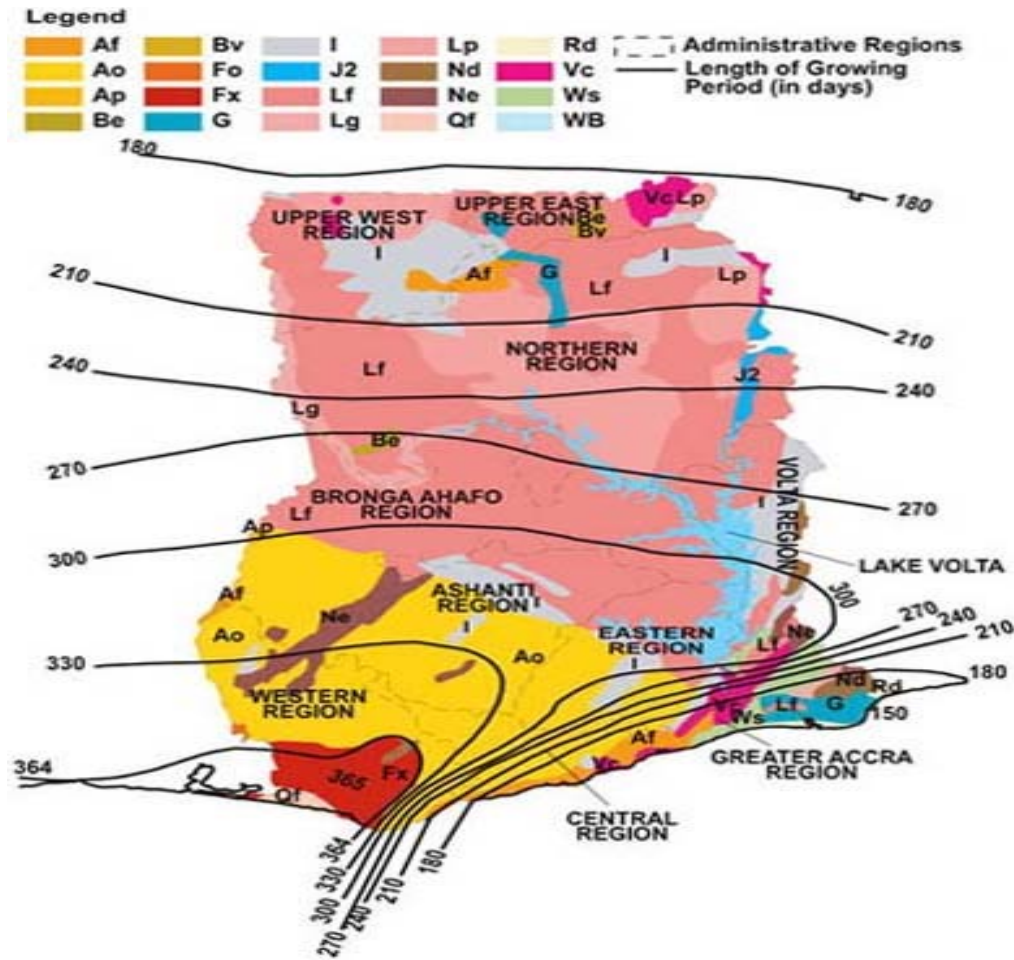 Legend
Af Bv I Lp Rd Administrative Regions
Ao Fo J2 Nd Vc Length of Growing
Period (in days)
Ap Fx Lf Ne Ws
Be G Lg Qf WB
180
180
Vc Lp
UPPER WEST
REGION
UPPER EAST
REGION
Be
Bv
I
I
210
Af
G
Lf
Lp
210
NORTHERN
REGION
240
Lf
J2
240
Lg
Be
270
VOLTA REGION
BRONGA AHAFO
REGION
I
270
Lf
Ap
300
LAKE VOLTA
ASHANTI
REGION
I
300
Af
Ne
270
240
210
Ao
I
Ao
EASTERN
REGION
I
Lf
Ne
330
180
WESTERN
REGION
Nd
Rd
Vc
Ws
Lf
G
150
Af
GREATER ACCRA
REGION
364
365
Fx
Vc
Qf
CENTRAL
REGION
364
330
300
270
240
210
180